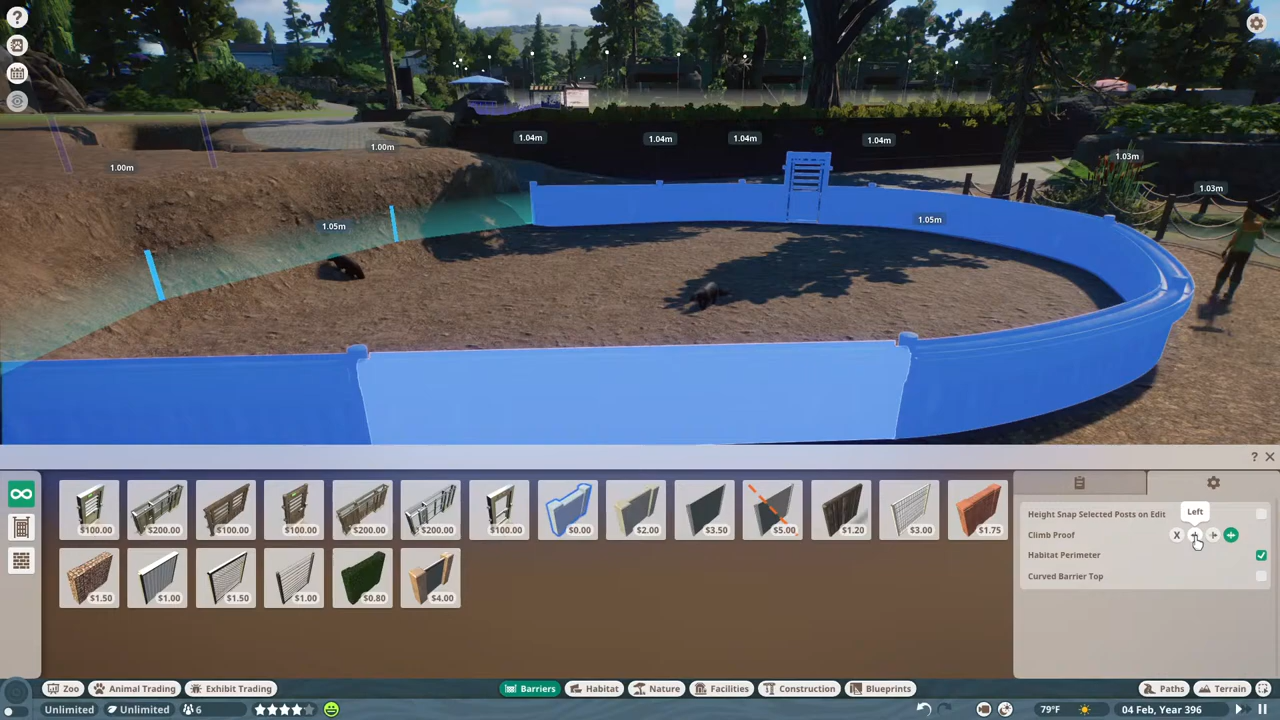 ?
1.04m
1.04m
1.04m
1.04m
1.00m
1.03m
1.00m
1.03m
1.05m
1.05m
?
$100.00
$200.00
$100.00
$100.00
$200.00
$200.00
$100.00
$0.00
$2.00
$3.50
$5.00
$1.20
$3.00
$1.75
$1.50
$1.00
$1.50
$1.00
$0.80
$4.00
Left
Height Snap Selected Posts on Edit
Climb Proof
X
Habitat Perimeter
Curved Barrier Top
Zoo
Animal Trading
Exhibit Trading
Barriers
Habitat
Nature
Facilities
Construction
Blueprints
Paths
Terrain
Unlimited
Unlimited
6
79°F
04 Feb, Year 396